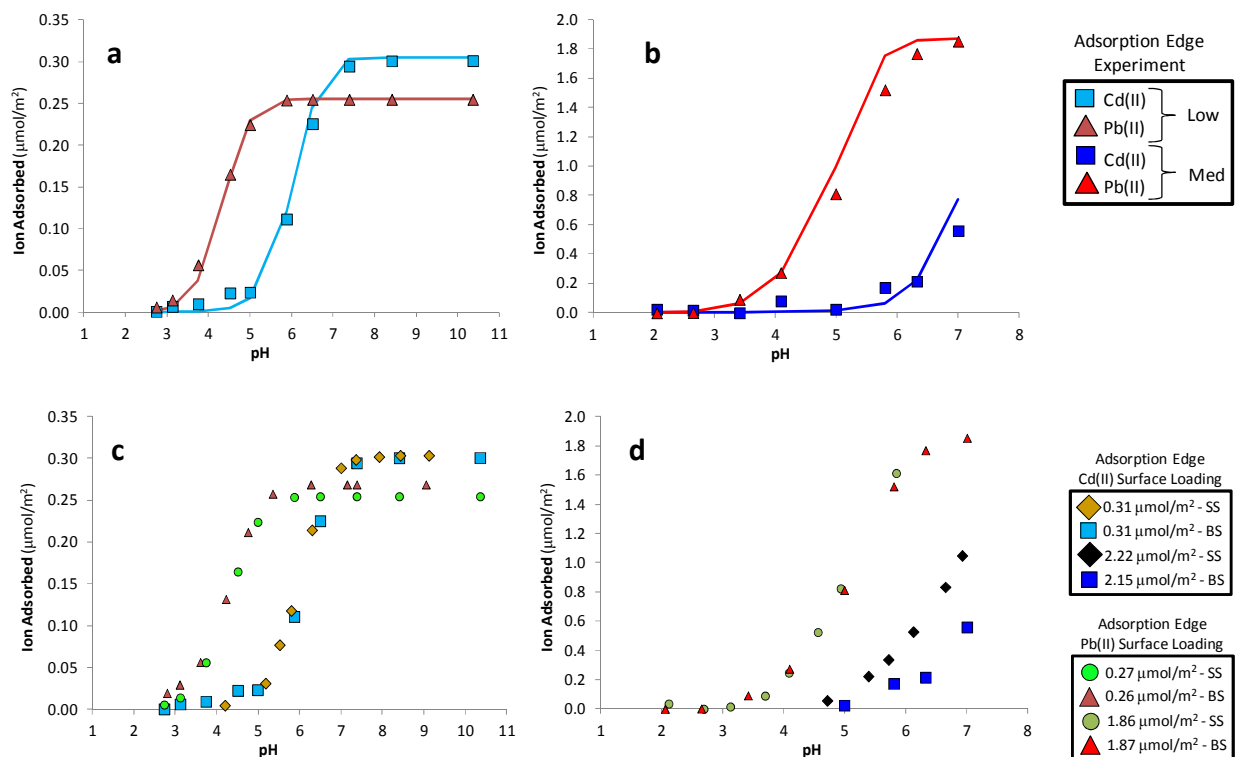 a
0.35
0.30
0.25
0.20
0.15
0.10
0.05
0.00
Ion Adsorbed (μmol/m²)
1 2 3 4 5 6 7 8 9 10 11
pH
b
2.0
1.8
1.6
1.4
1.2
1.0
0.8
0.6
0.4
0.2
0.0
Ion Adsorbed (μmol/m²)
1 2 3 4 5 6 7 8
pH
Adsorption Edge
Experiment
Cd(II)
Pb(II)
Low
Cd(II)
Pb(II)
Med
c
0.35
0.30
0.25
0.20
0.15
0.10
0.05
0.00
Ion Adsorbed (μmol/m²)
1 2 3 4 5 6 7 8 9 10 11
pH
d
2.0
1.8
1.6
1.4
1.2
1.0
0.8
0.6
0.4
0.2
0.0
Ion Adsorbed (μmol/m²)
1 2 3 4 5 6 7 8
pH
Adsorption Edge
Cd(II) Surface Loading
0.31 μmol/m² - SS
0.31 μmol/m² - BS
2.22 μmol/m² - SS
2.15 μmol/m² - BS
Adsorption Edge
Pb(II) Surface Loading
0.27 μmol/m² - SS
0.26 μmol/m² - BS
1.86 μmol/m² - SS
1.87 μmol/m² - BS